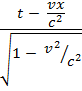 t − vx/c²
√(1 − v²/c²)